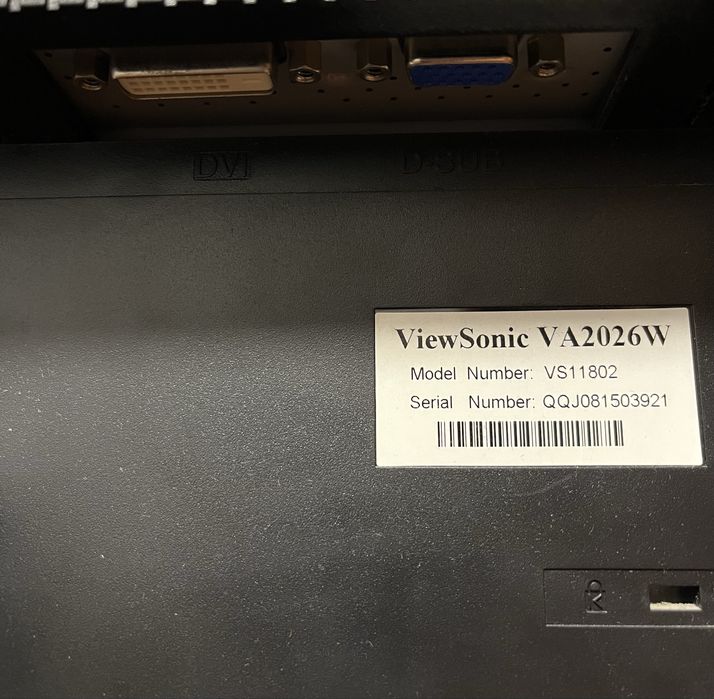 DVI
D-SUB
ViewSonic VA2026W
Model Number: VS11802
Serial Number: QQJ081503921